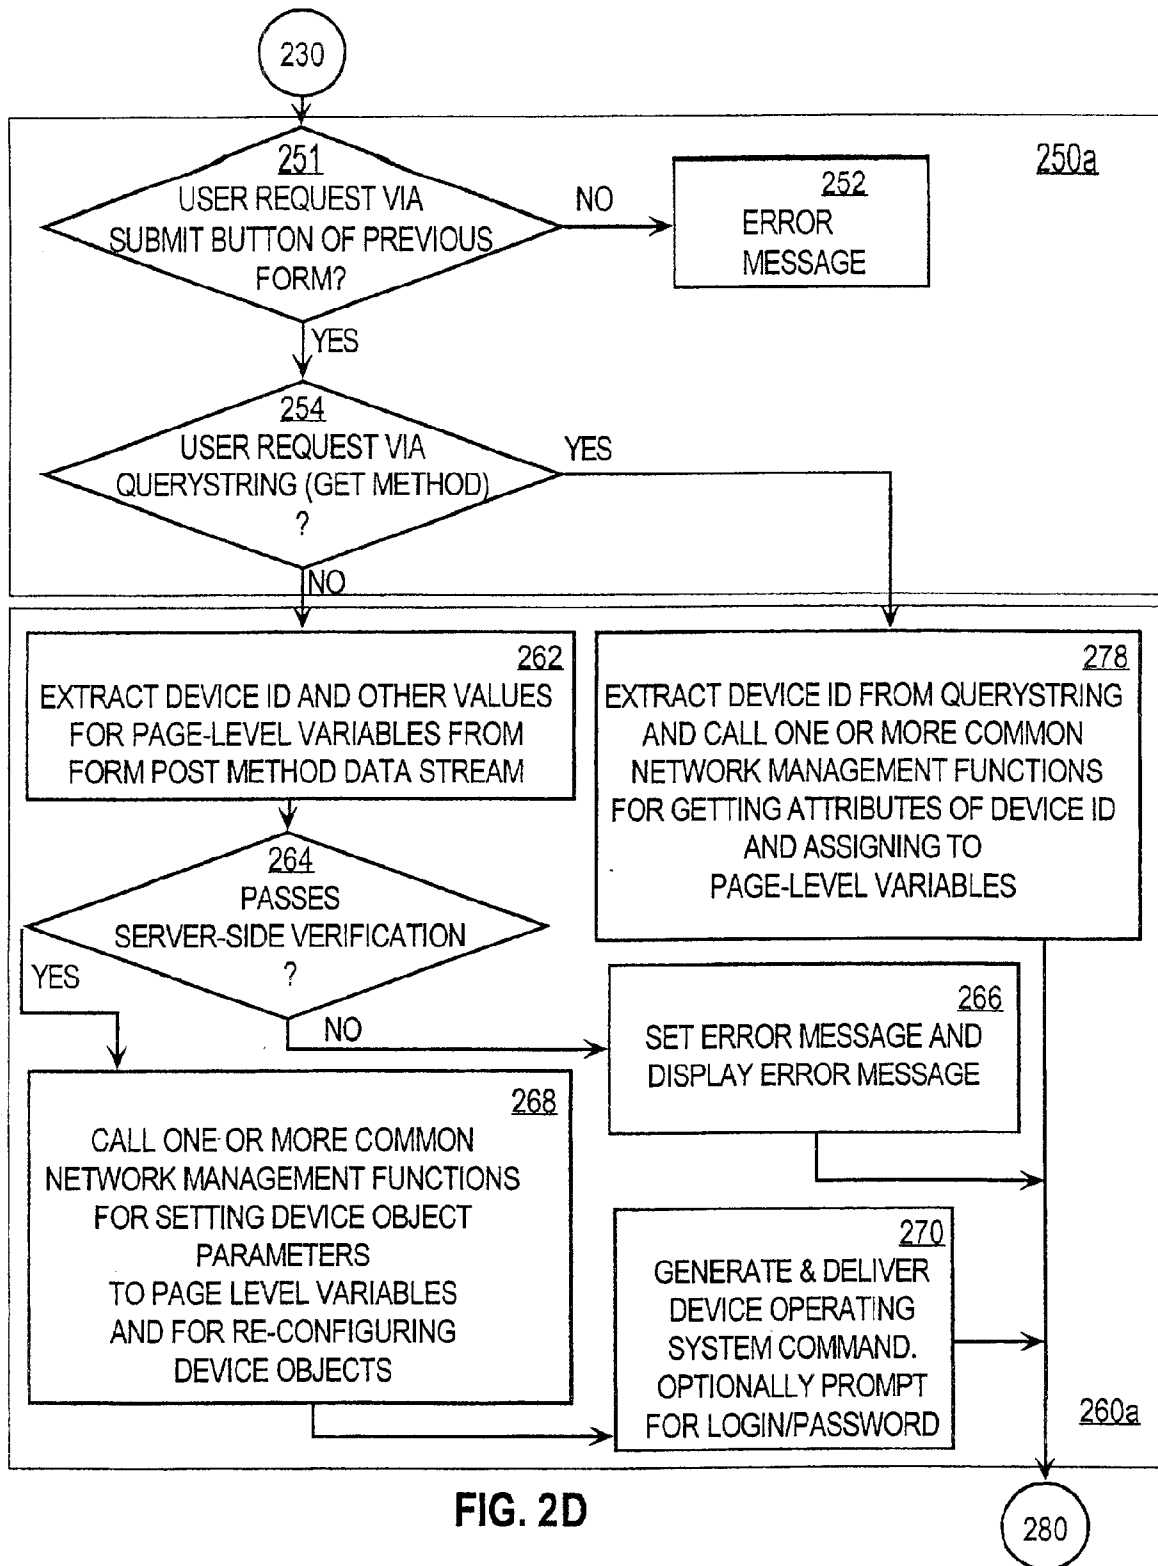 230
250a
251
USER REQUEST VIA
SUBMIT BUTTON OF PREVIOUS
FORM?
NO
252
ERROR
MESSAGE
YES
254
USER REQUEST VIA
QUERYSTRING (GET METHOD)
?
YES
NO
262
EXTRACT DEVICE ID AND OTHER VALUES
FOR PAGE-LEVEL VARIABLES FROM
FORM POST METHOD DATA STREAM
278
EXTRACT DEVICE ID FROM QUERYSTRING
AND CALL ONE OR MORE COMMON
NETWORK MANAGEMENT FUNCTIONS
FOR GETTING ATTRIBUTES OF DEVICE ID
AND ASSIGNING TO
PAGE-LEVEL VARIABLES
264
PASSES
SERVER-SIDE VERIFICATION
?
YES
NO
266
SET ERROR MESSAGE AND
DISPLAY ERROR MESSAGE
268
CALL ONE OR MORE COMMON
NETWORK MANAGEMENT FUNCTIONS
FOR SETTING DEVICE OBJECT
PARAMETERS
TO PAGE LEVEL VARIABLES
AND FOR RE-CONFIGURING
DEVICE OBJECTS
270
GENERATE & DELIVER
DEVICE OPERATING
SYSTEM COMMAND.
OPTIONALLY PROMPT
FOR LOGIN/PASSWORD
260a
FIG. 2D
280